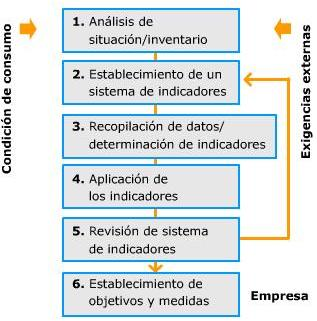 Condición de consumo
1. Análisis de
situación/inventario
2. Establecimiento de un
sistema de indicadores
3. Recopilación de datos/
determinación de indicadores
4. Aplicación de
los indicadores
5. Revisión de sistema
de indicadores
6. Establecimiento de
objetivos y medidas
Exigencias externas
Empresa